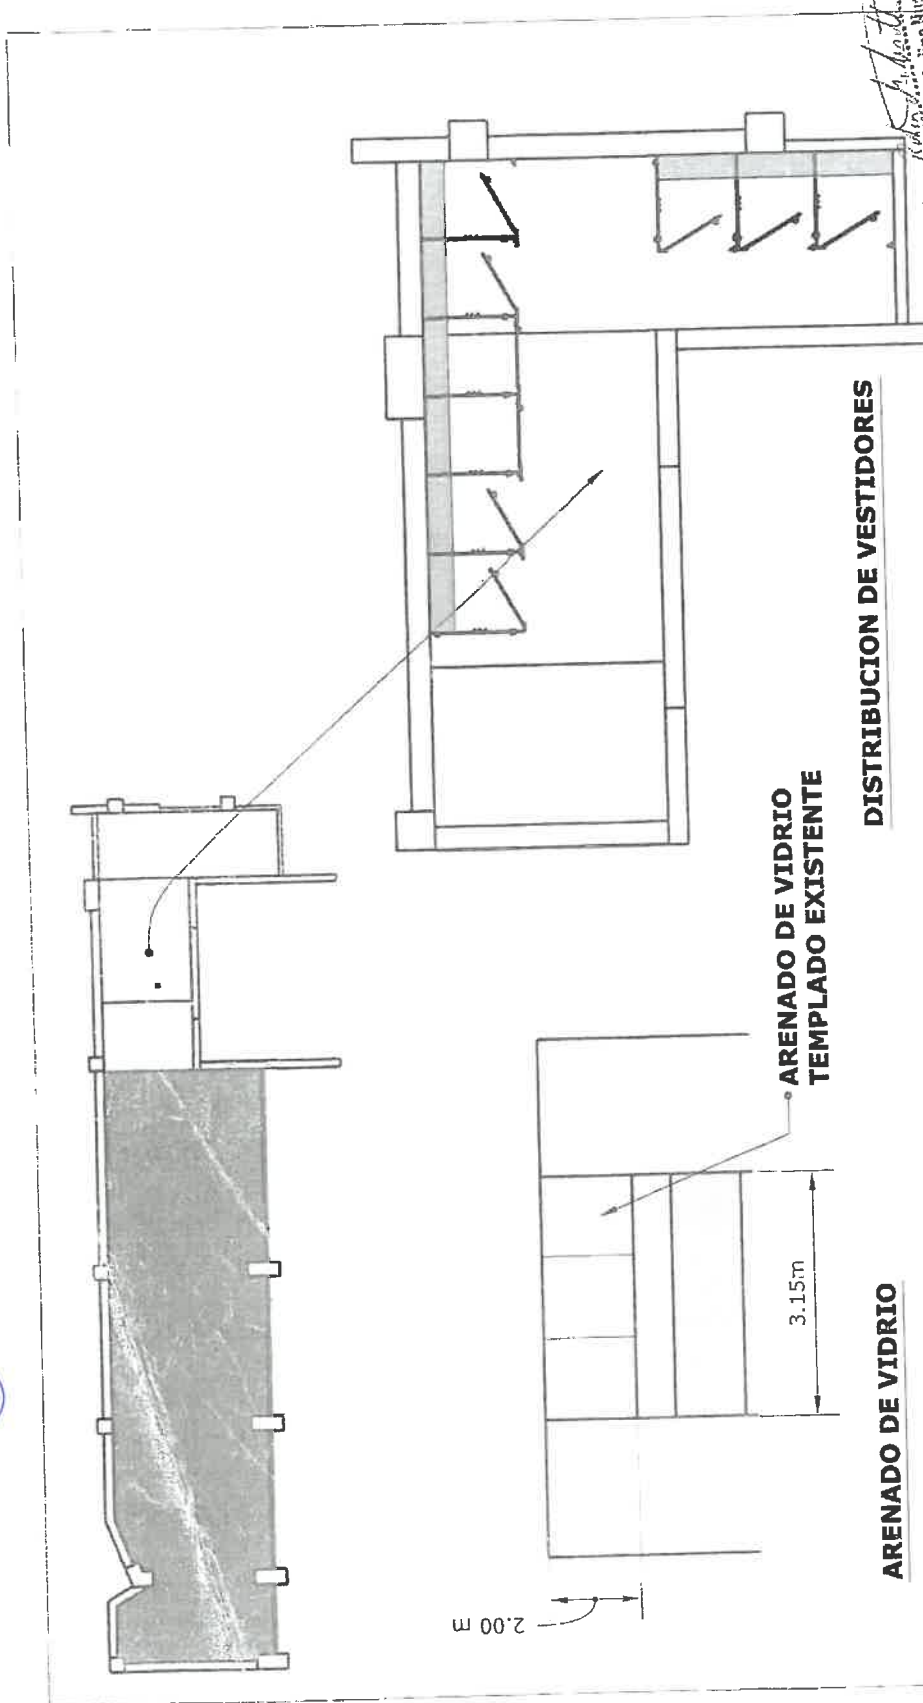 DISTRIBUCION DE VESTIDORES
ARENADO DE VIDRIO
TEMPLADO EXISTENTE
3.15m
2.00 m
ARENADO DE VIDRIO